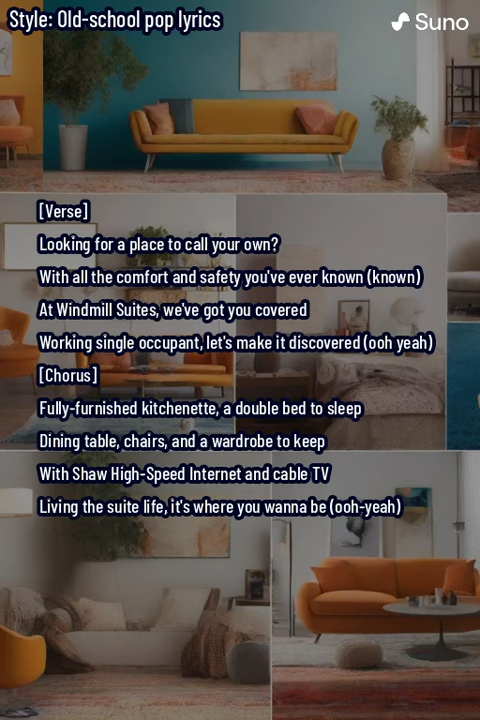 Style: Old-school pop lyrics
Suno
[Verse]
Looking for a place to call your own?
With all the comfort and safety you've ever known (known)
At Windmill Suites, we've got you covered
Working single occupant, let's make it discovered (ooh yeah)
[Chorus]
Fully-furnished kitchenette, a double bed to sleep
Dining table, chairs, and a wardrobe to keep
With Shaw High-Speed Internet and cable TV
Living the suite life, it's where you wanna be (ooh-yeah)